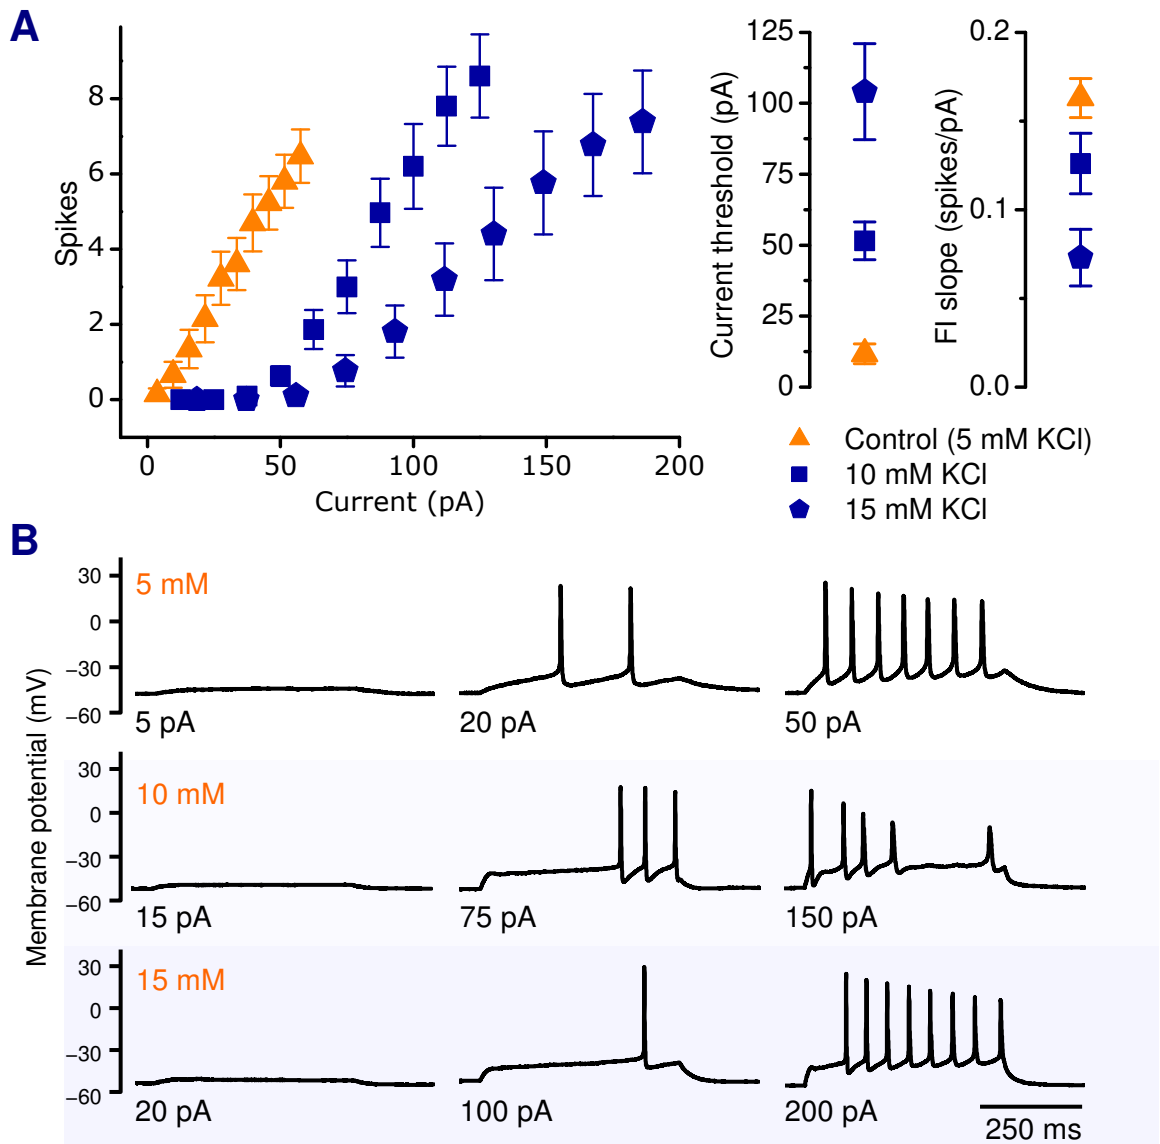 A
Spikes
8
6
4
2
0
0
50
100
150
200
Current (pA)
Current threshold (pA)
125
100
75
50
25
0
FI slope (spikes/pA)
0.2
0.1
0.0
Control (5 mM KCl)
10 mM KCl
15 mM KCl
B
Membrane potential (mV)
30
0
−30
−60
5 mM
5 pA
20 pA
50 pA
30
0
−30
−60
10 mM
15 pA
75 pA
150 pA
30
0
−30
−60
15 mM
20 pA
100 pA
200 pA
250 ms